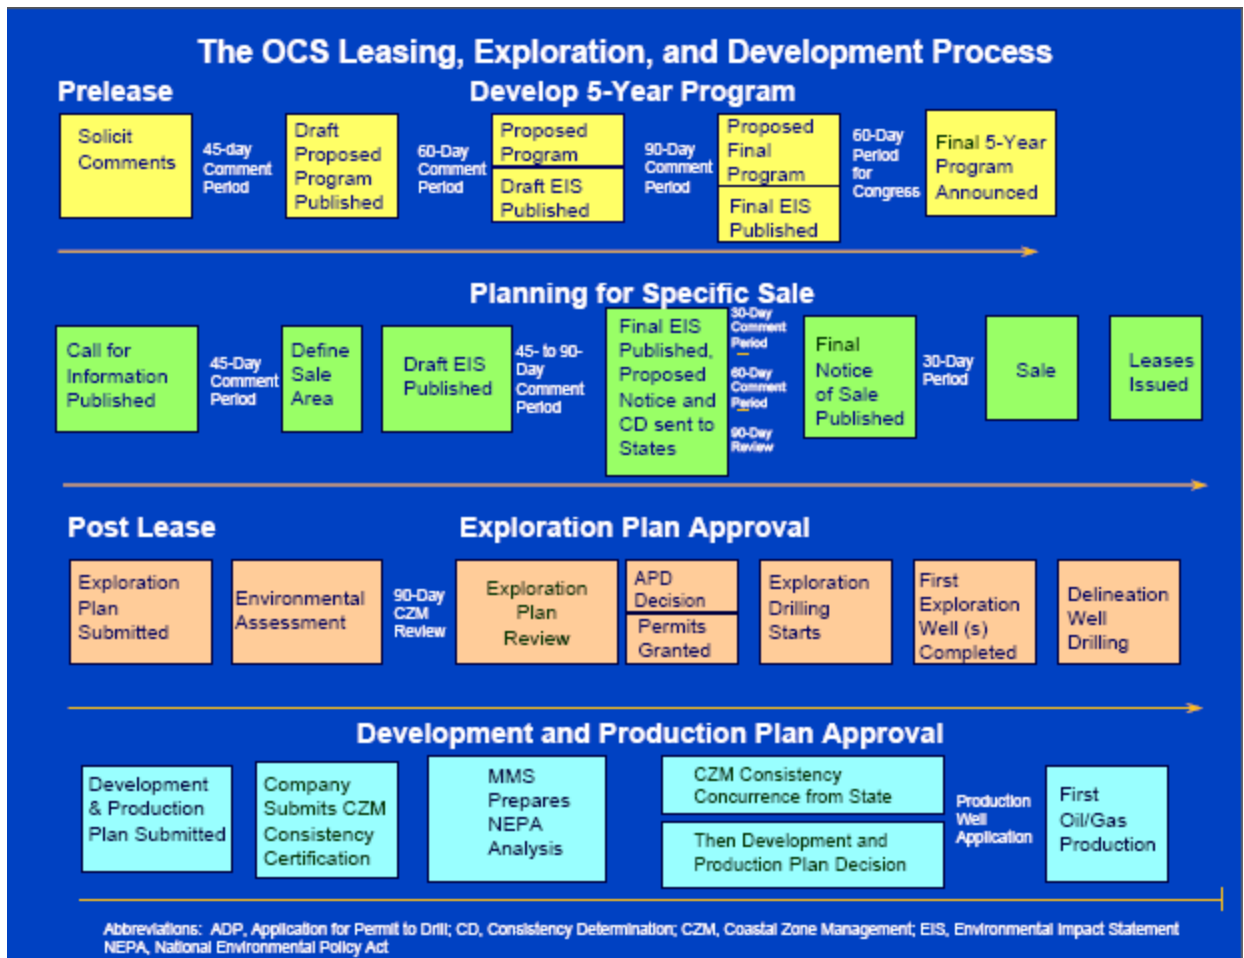 The OCS Leasing, Exploration, and Development Process
Prelease
Develop 5-Year Program
Solicit
Comments
45-day
Comment
Period
Draft
Proposed
Program
Published
60-Day
Comment
Period
Proposed
Program
Draft EIS
Published
90-Day
Comment
Period
Proposed
Final
Program
Final EIS
Published
60-Day
Period
for
Congress
Final 5-Year
Program
Announced
Planning for Specific Sale
Call for
Information
Published
45-Day
Comment
Period
Define
Sale
Area
Draft EIS
Published
45- to 90-
Day
Comment
Period
Final EIS
Published,
Proposed
Notice and
CD sent to
States
30-Day
Comment
Period
60-Day
Comment
Period
90-Day
Review
Final
Notice
of Sale
Published
30-Day
Period
Sale
Leases
Issued
Post Lease
Exploration Plan Approval
Exploration
Plan
Submitted
Environmental
Assessment
90-Day
CZM
Review
Exploration
Plan
Review
APD
Decision
Permits
Granted
Exploration
Drilling
Starts
First
Exploration
Well (s)
Completed
Delineation
Well
Drilling
Development and Production Plan Approval
Development
& Production
Plan Submitted
Company
Submits CZM
Consistency
Certification
MMS
Prepares
NEPA
Analysis
CZM Consistency
Concurrence from State
Then Development and
Production Plan Decision
Production
Well
Application
First
Oil/Gas
Production
Abbreviations: ADP, Application for Permit to Drill; CD, Consistency Determination; CZM, Coastal Zone Management; EIS, Environmental Impact Statement
NEPA, National Environmental Policy Act